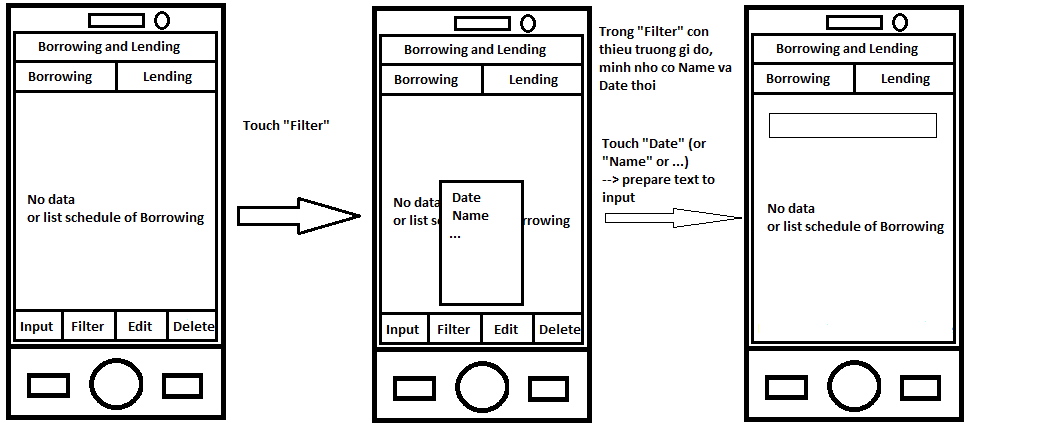 Borrowing and Lending
Borrowing Lending
No data
or list schedule of Borrowing
Input Filter Edit Delete
Touch "Filter"
Borrowing and Lending
Borrowing Lending
No data
or list s
rrowing
Date
Name
...
Input Filter Edit Delete
Trong "Filter" con
thieu truong gi do,
minh nho co Name va
Date thoi
Touch "Date" (or
"Name" or ...)
--> prepare text to
input
Borrowing and Lending
Borrowing Lending
No data
or list schedule of Borrowing